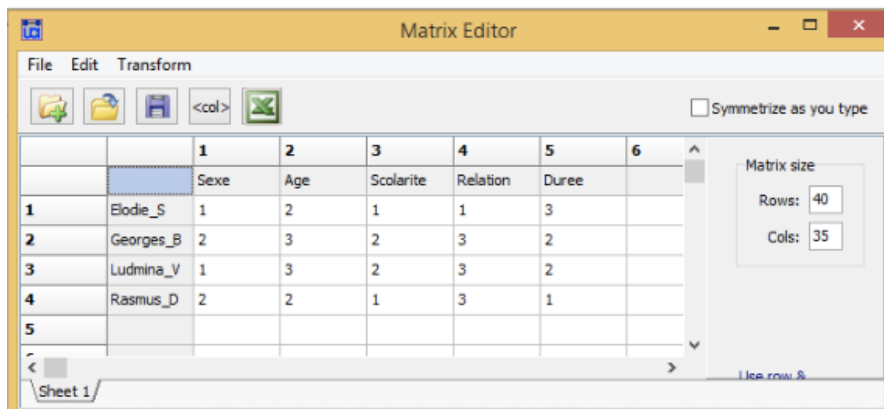 Matrix Editor
File Edit Transform
<col> Symmetrize as you type
1 2 3 4 5 6
Sexe Age Scolarite Relation Duree
1 Elodie_S 1 2 1 1 3
2 Georges_B 2 3 2 3 2
3 Ludmina_V 1 3 2 3 2
4 Rasmus_D 2 2 1 3 1
5
Matrix size
Rows: 40
Cols: 35
Use row &
Sheet 1